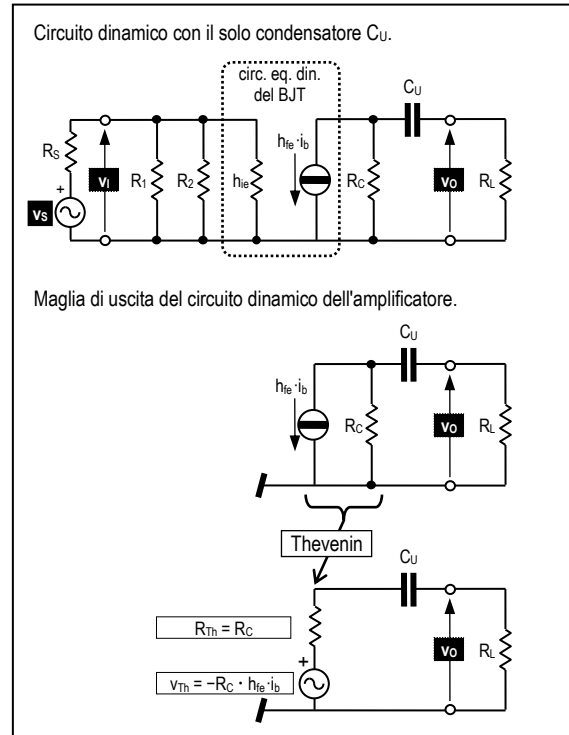 Circuito dinamico con il solo condensatore CU.
circ. eq. din.
del BJT
CU
RS
+
vS
vI
R1
R2
hie
hfe·ib
RC
vO
RL
Maglia di uscita del circuito dinamico dell'amplificatore.
CU
hfe·ib
RC
vO
RL
Thevenin
CU
RTh = RC
+
vTh = −RC · hfe·ib
vO
RL